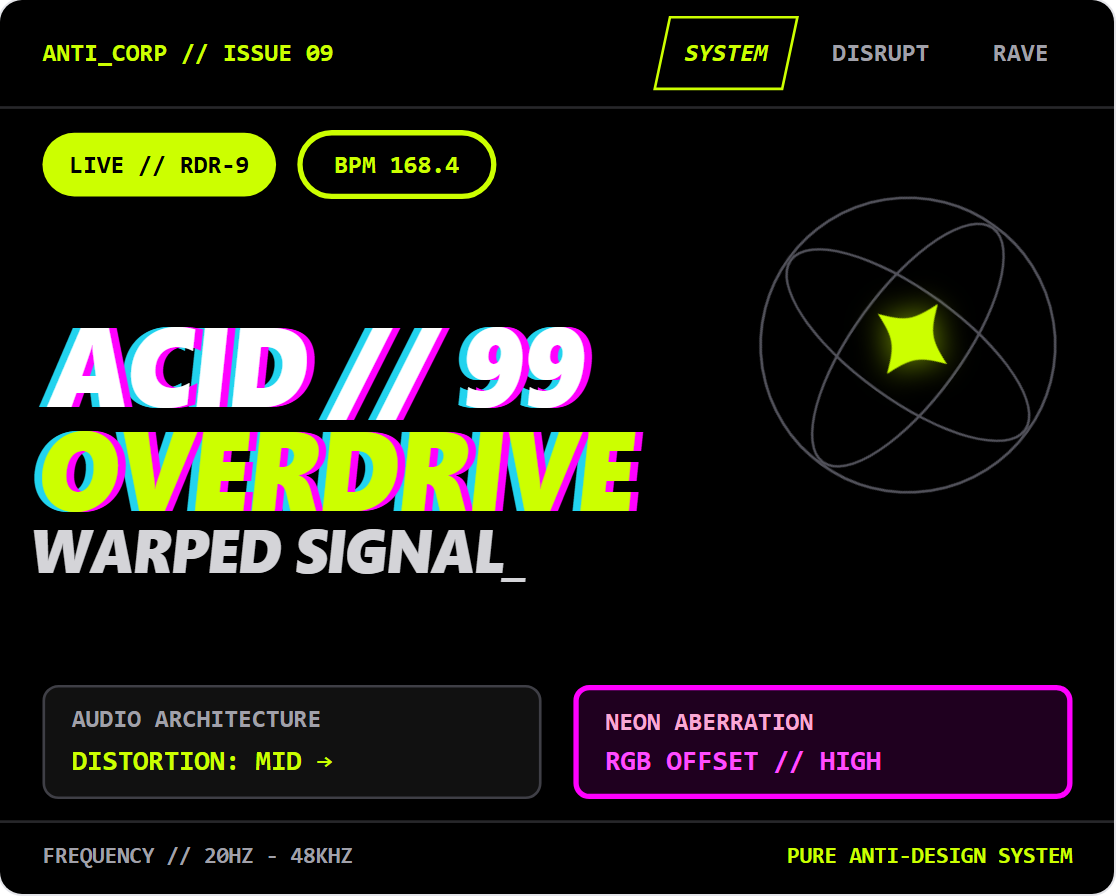 ANTI_CORP // ISSUE 09
SYSTEM
DISRUPT
RAVE
LIVE // RDR-9
BPM 168.4
ACID // 99
OVERDRIVE
WARPED SIGNAL_
AUDIO ARCHITECTURE
DISTORTION: MID →
NEON ABERRATION
RGB OFFSET // HIGH
FREQUENCY // 20HZ - 48KHZ
PURE ANTI-DESIGN SYSTEM